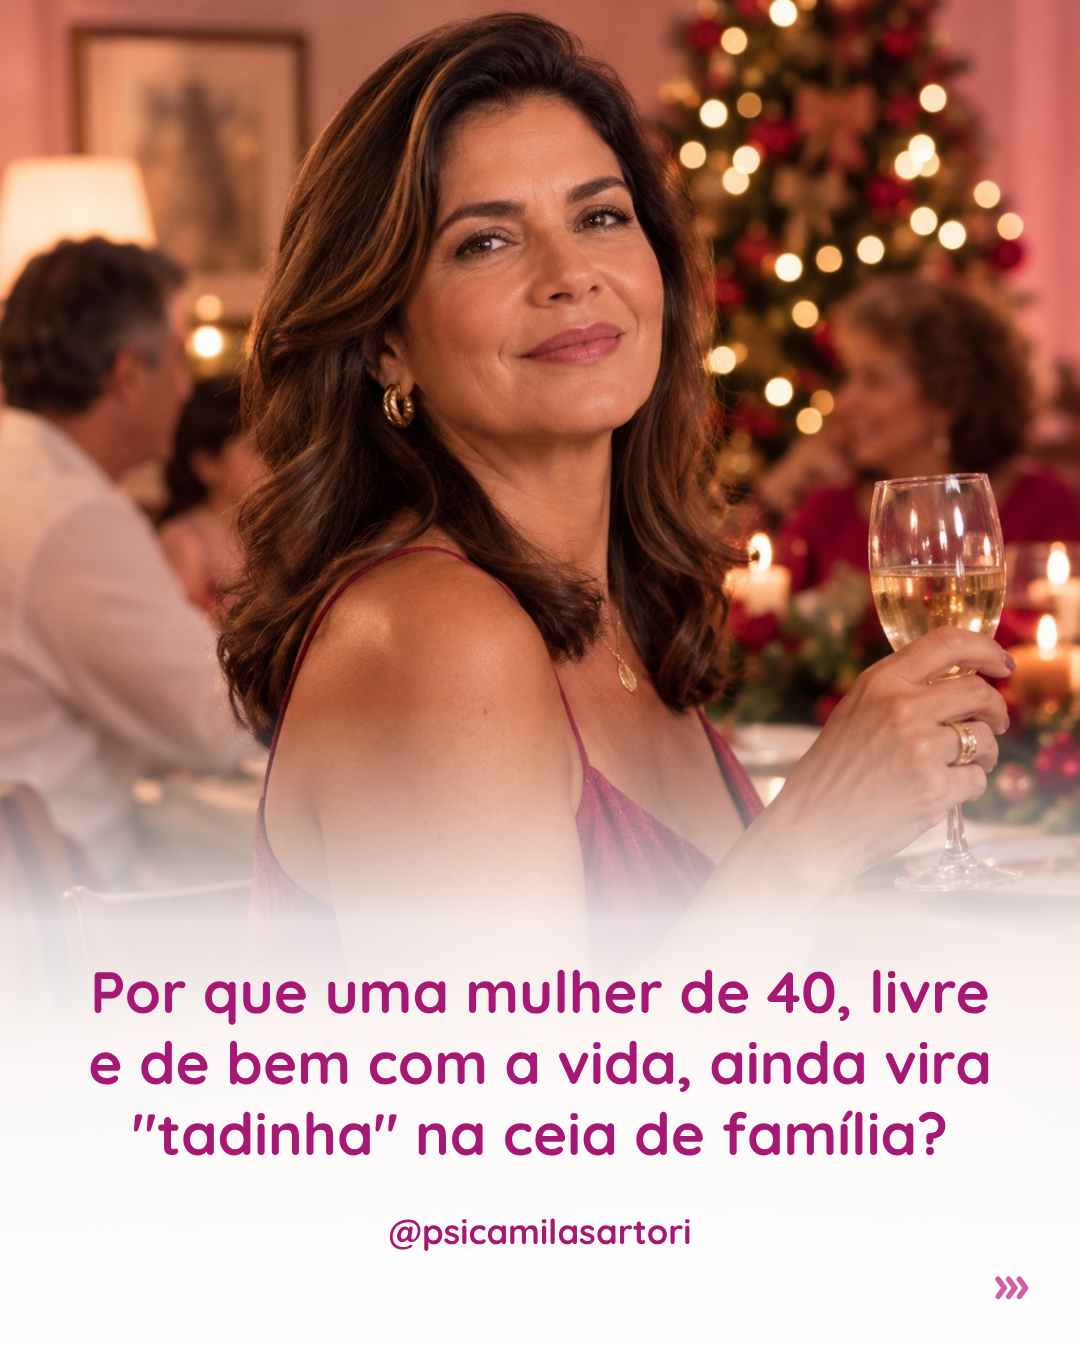 Por que uma mulher de 40, livre
e de bem com a vida, ainda vira
"tadinha" na ceia de família?
@psicamilasartori